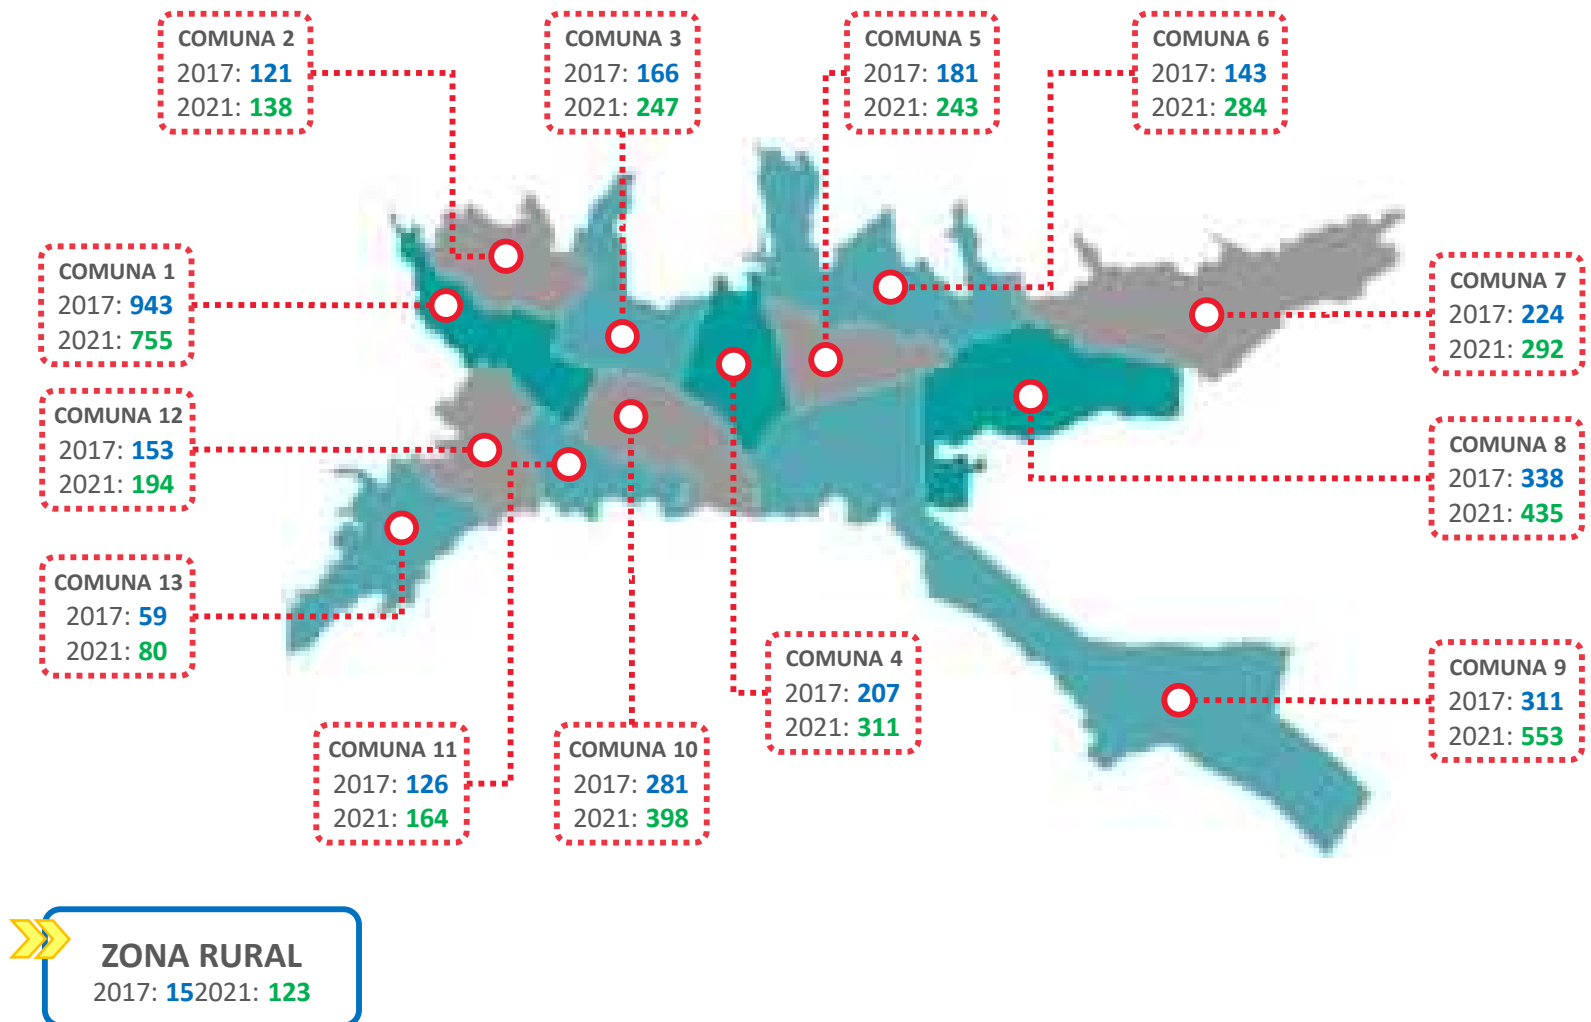 COMUNA 2
2017: 121
2021: 138
COMUNA 3
2017: 166
2021: 247
COMUNA 5
2017: 181
2021: 243
COMUNA 6
2017: 143
2021: 284
COMUNA 1
2017: 943
2021: 755
COMUNA 7
2017: 224
2021: 292
COMUNA 12
2017: 153
2021: 194
COMUNA 8
2017: 338
2021: 435
COMUNA 13
2017: 59
2021: 80
COMUNA 4
2017: 207
2021: 311
COMUNA 9
2017: 311
2021: 553
COMUNA 11
2017: 126
2021: 164
COMUNA 10
2017: 281
2021: 398
ZONA RURAL
2017: 152021: 123